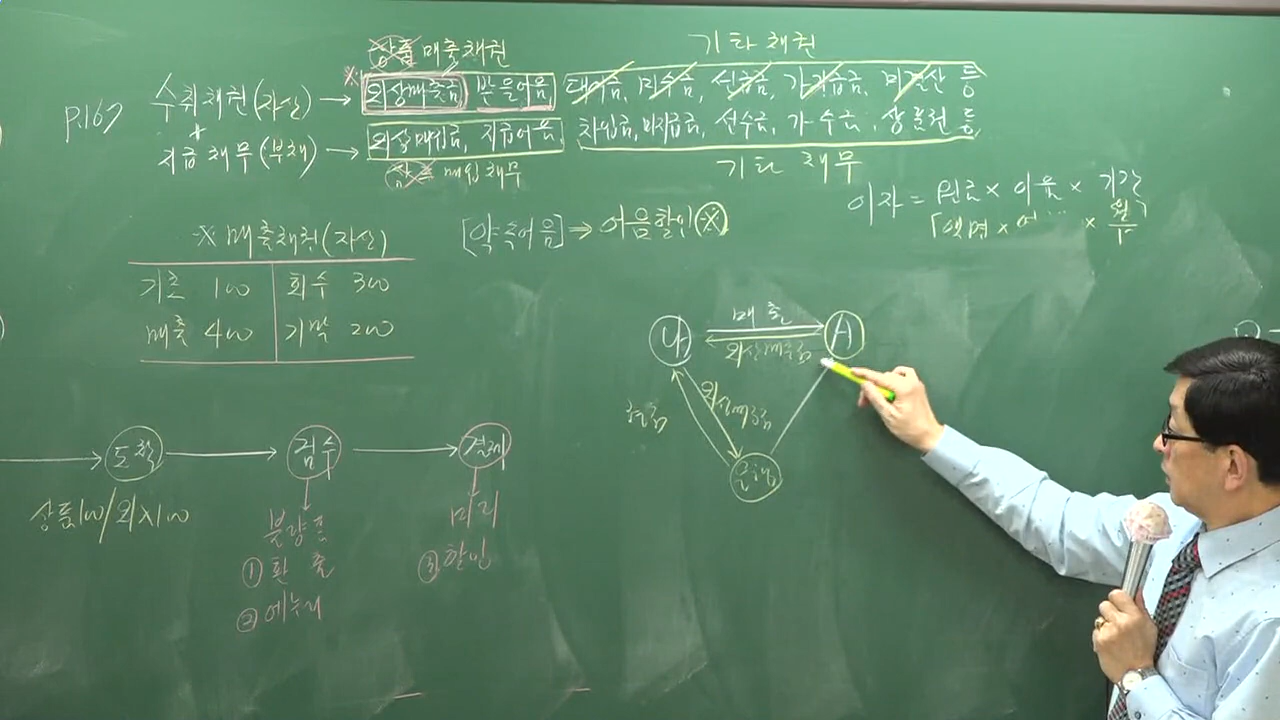 매출채권
기타채권
p.167 수취채권(자산) → 외상매출금 받을어음 대여금, 미수금, 선급금, 가지급금, 미결산 등
지급채무(부채) → 외상매입금, 지급어음 차입금, 미지급금, 선수금, 가수금, 상품권 등
매입채무
기타 채무
이자 = 원금 × 이율 × 기간
※ 매출채권(자산)
[약속어음] ⇒ 어음할인(※)
기초 100 회수 300
매출 400 기말 200
나 매출 A
외상매출금
현금 외상매출금
은행
도착 → 검수 → 결제
상품100/외상100
불량품
① 환출
② 에누리
미리
③ 할인